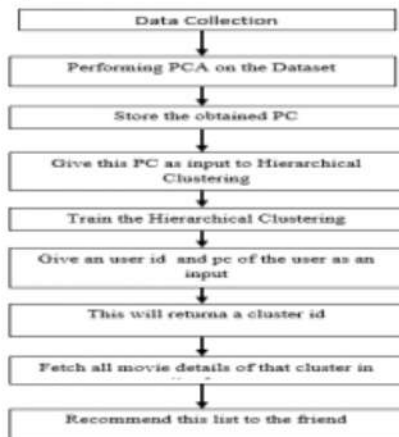 Data Collection
Performing PCA on the Dataset
Store the obtained PC
Give this PC as input to Hierarchical
Clustering
Train the Hierarchical Clustering
Give an user id and pc of the user as an
input
This will returna a cluster id
Fetch all movie details of that cluster in
Recommend this list to the friend